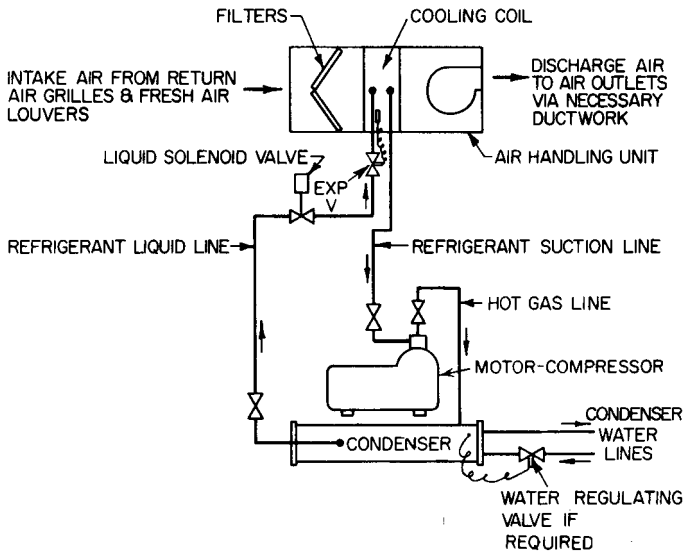 FILTERS
COOLING COIL
INTAKE AIR FROM RETURN
AIR GRILLES & FRESH AIR
LOUVERS
DISCHARGE AIR
TO AIR OUTLETS
VIA NECESSARY
DUCTWORK
AIR HANDLING UNIT
LIQUID SOLENOID VALVE
EXP
V
REFRIGERANT LIQUID LINE
REFRIGERANT SUCTION LINE
HOT GAS LINE
MOTOR-COMPRESSOR
CONDENSER
CONDENSER
WATER
LINES
WATER REGULATING
VALVE IF
REQUIRED